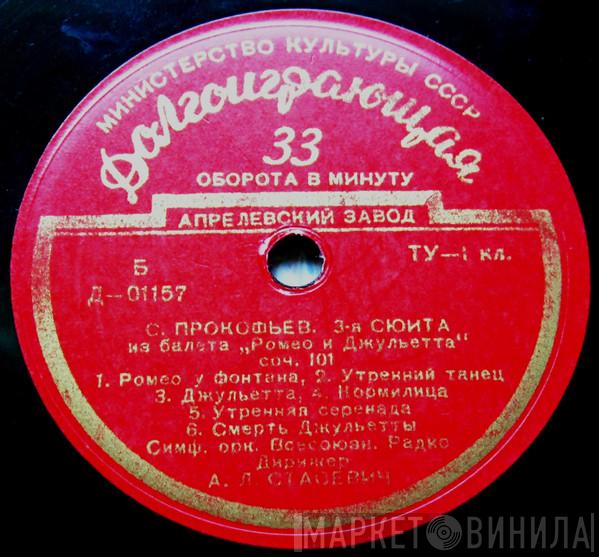 МИНИСТЕРСТВО КУЛЬТУРЫ СССР
Долгоиграющая
33
ОБОРОТА В МИНУТУ
АПРЕЛЕВСКИЙ ЗАВОД
Б
Д—01157
ТУ—1 кл.
С. ПРОКОФЬЕВ. 3-я СЮИТА
из балета „Ромео и Джульетта"
соч. 101
1. Ромео у фонтана, 2. Утренний танец
3. Джульетта, 4. Кормилица
5. Утренняя серенада
6. Смерть Джульетты
Симф. орк. Всесоюзн. Радио
Дирижер
А. Л. СТАСЕВИЧ
МАРКЕТ ВИНИЛА